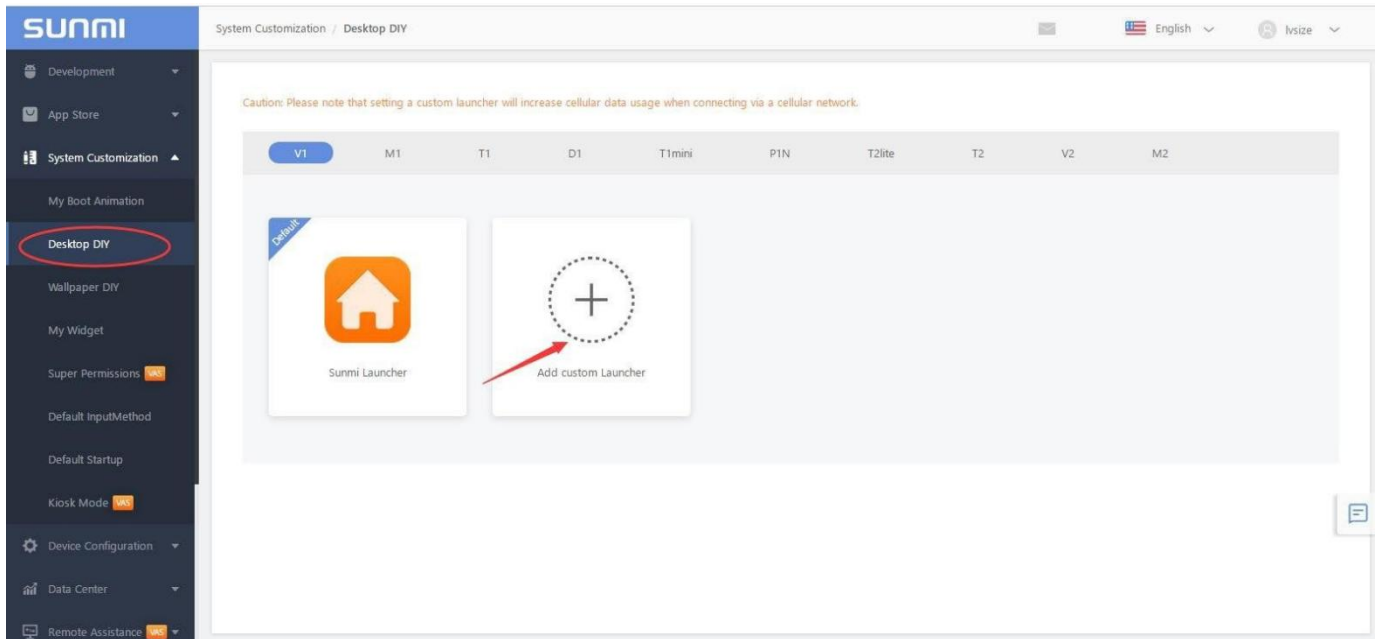 SUNMI
System Customization / Desktop DIY
English
lvsize
Development
App Store
System Customization
My Boot Animation
Desktop DIY
Wallpaper DIY
My Widget
Super Permissions VAS
Default InputMethod
Default Startup
Kiosk Mode VAS
Device Configuration
Data Center
Remote Assistance VAS
Caution: Please note that setting a custom launcher will increase cellular data usage when connecting via a cellular network.
V1 M1 T1 D1 T1mini P1N T2lite T2 V2 M2
Default
Sunmi Launcher
Add custom Launcher